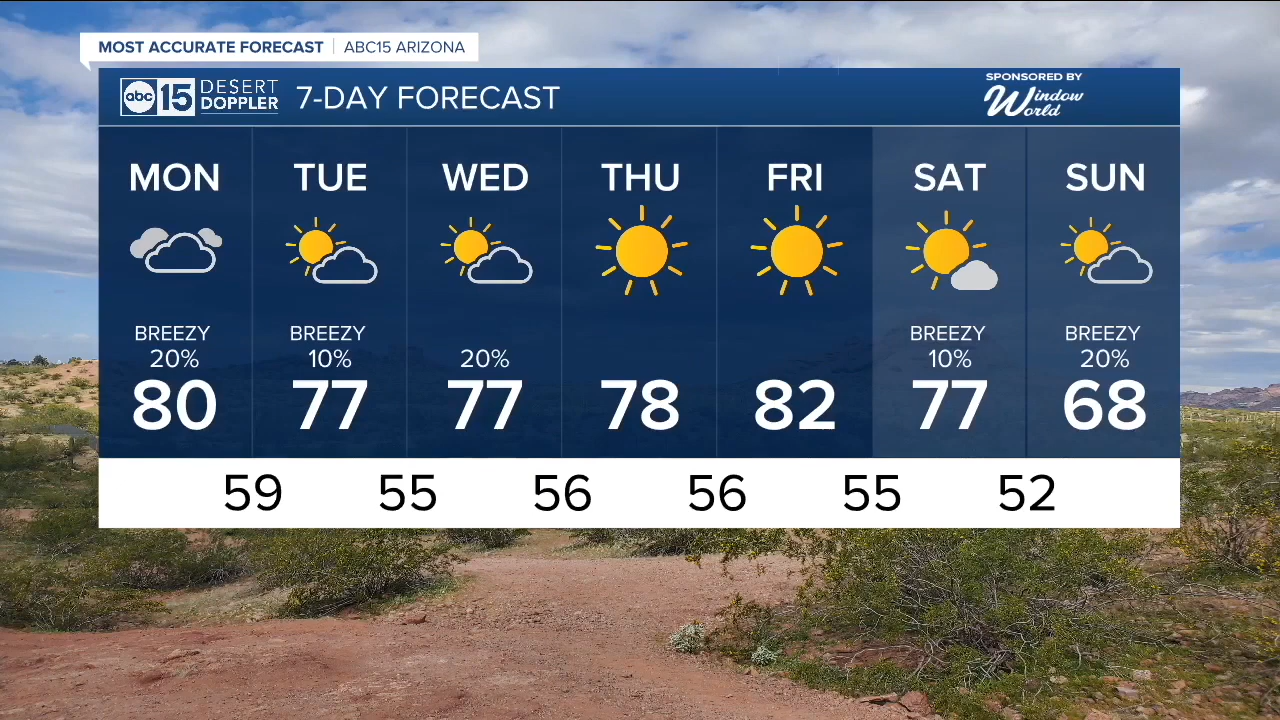 MOST ACCURATE FORECAST | ABC15 ARIZONA
abc 15 DESERT DOPPLER 7-DAY FORECAST
SPONSORED BY
Window World
MON TUE WED THU FRI SAT SUN
BREEZY BREEZY BREEZY BREEZY
20% 10% 20% 10% 20%
80 77 77 78 82 77 68
59 55 56 56 55 52